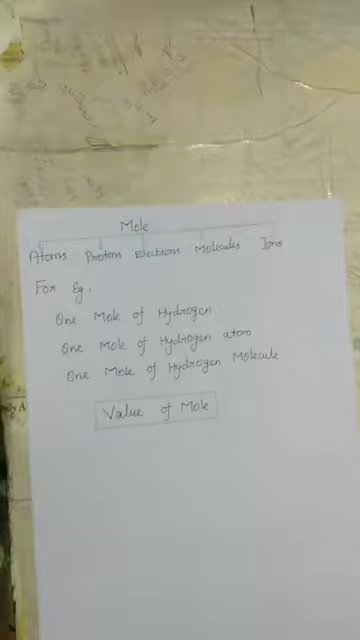 Mole
Atoms Protons Electrons Molecules Ions
For Eg.
One Mole of Hydrogen
One Mole of Hydrogen atom
One Mole of Hydrogen Molecule
Value of Mole